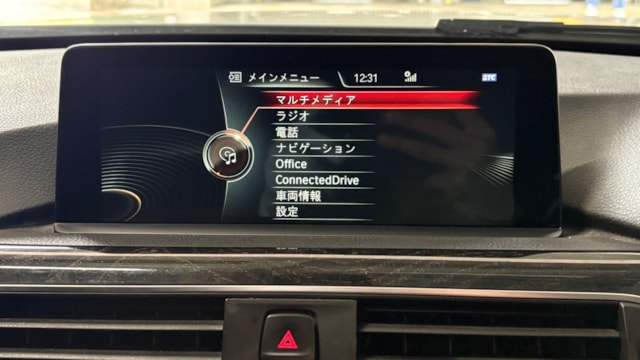 メインメニュー 12:31 ETC
マルチメディア
ラジオ
電話
ナビゲーション
Office
ConnectedDrive
車両情報
設定